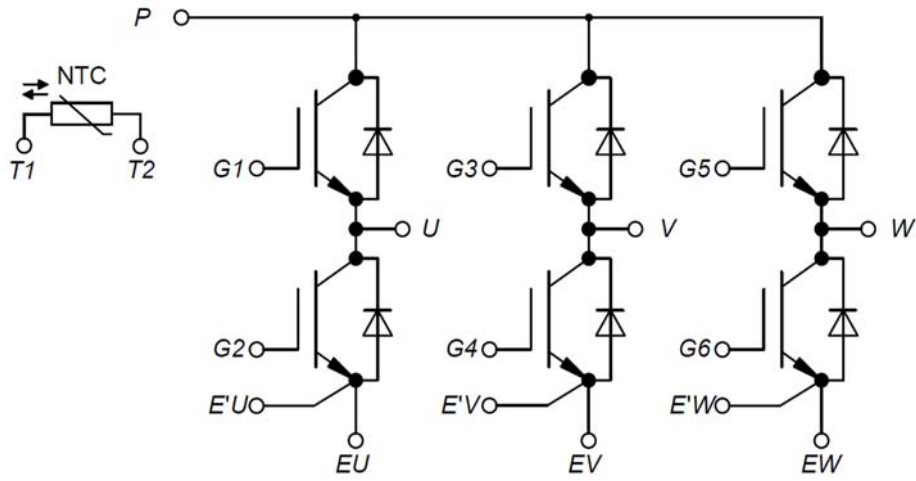 P
NTC
T1 T2
G1 G3 G5
U V W
G2 G4 G6
E'U E'V E'W
EU EV EW